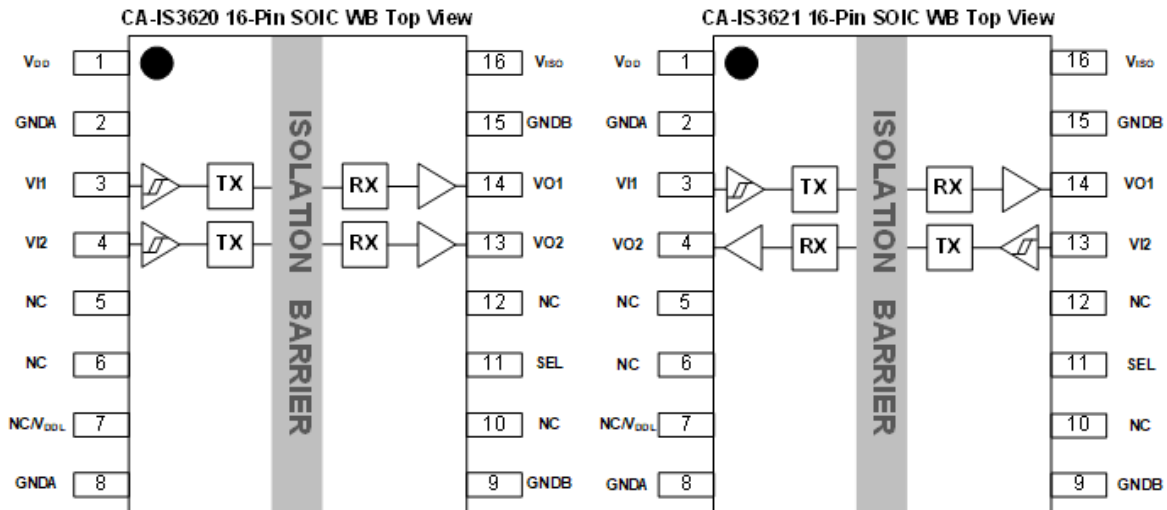 CA-IS3620 16-Pin SOIC WB Top View
VDD 1 16 VISO
GNDA 2 15 GNDB
VI1 3 TX RX 14 VO1
VI2 4 TX RX 13 VO2
NC 5 12 NC
NC 6 11 SEL
NC/VDDL 7 10 NC
GNDA 8 9 GNDB
ISOLATION BARRIER
CA-IS3621 16-Pin SOIC WB Top View
VDD 1 16 VISO
GNDA 2 15 GNDB
VI1 3 TX RX 14 VO1
VO2 4 RX TX 13 VI2
NC 5 12 NC
NC 6 11 SEL
NC/VDDL 7 10 NC
GNDA 8 9 GNDB
ISOLATION BARRIER